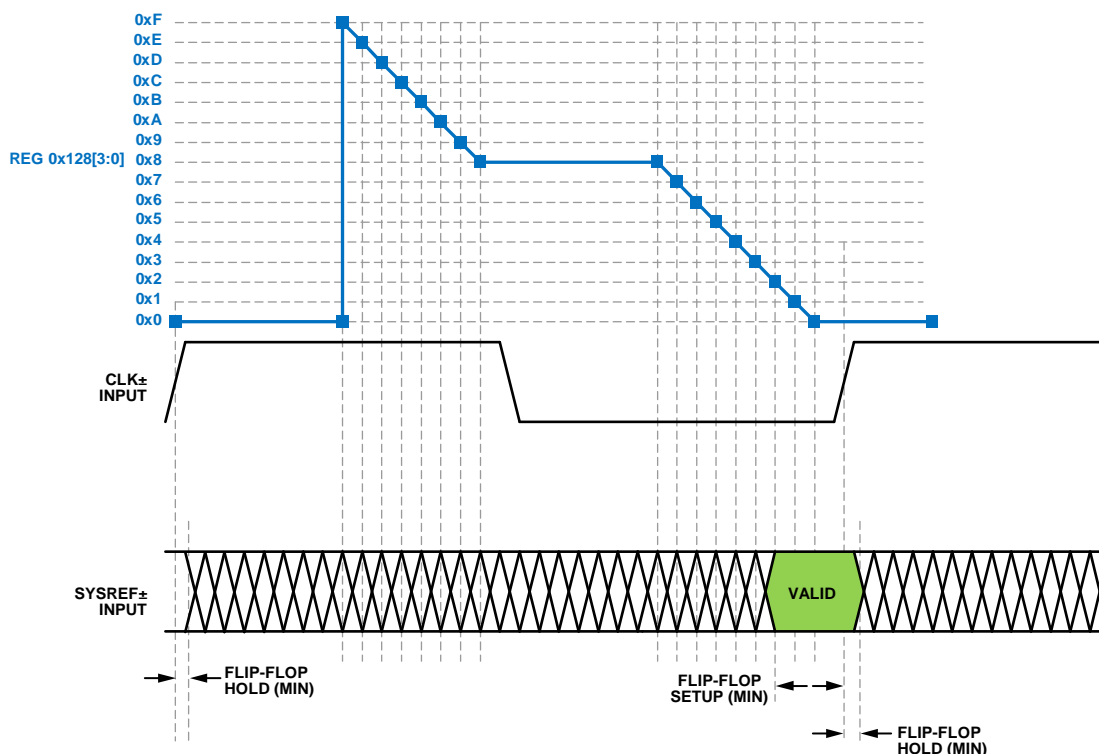 0xF
0xE
0xD
0xC
0xB
0xA
0x9
REG 0x128[3:0]
0x8
0x7
0x6
0x5
0x4
0x3
0x2
0x1
0x0
CLK±
INPUT
SYSREF±
INPUT
VALID
FLIP-FLOP
HOLD (MIN)
FLIP-FLOP
SETUP (MIN)
FLIP-FLOP
HOLD (MIN)